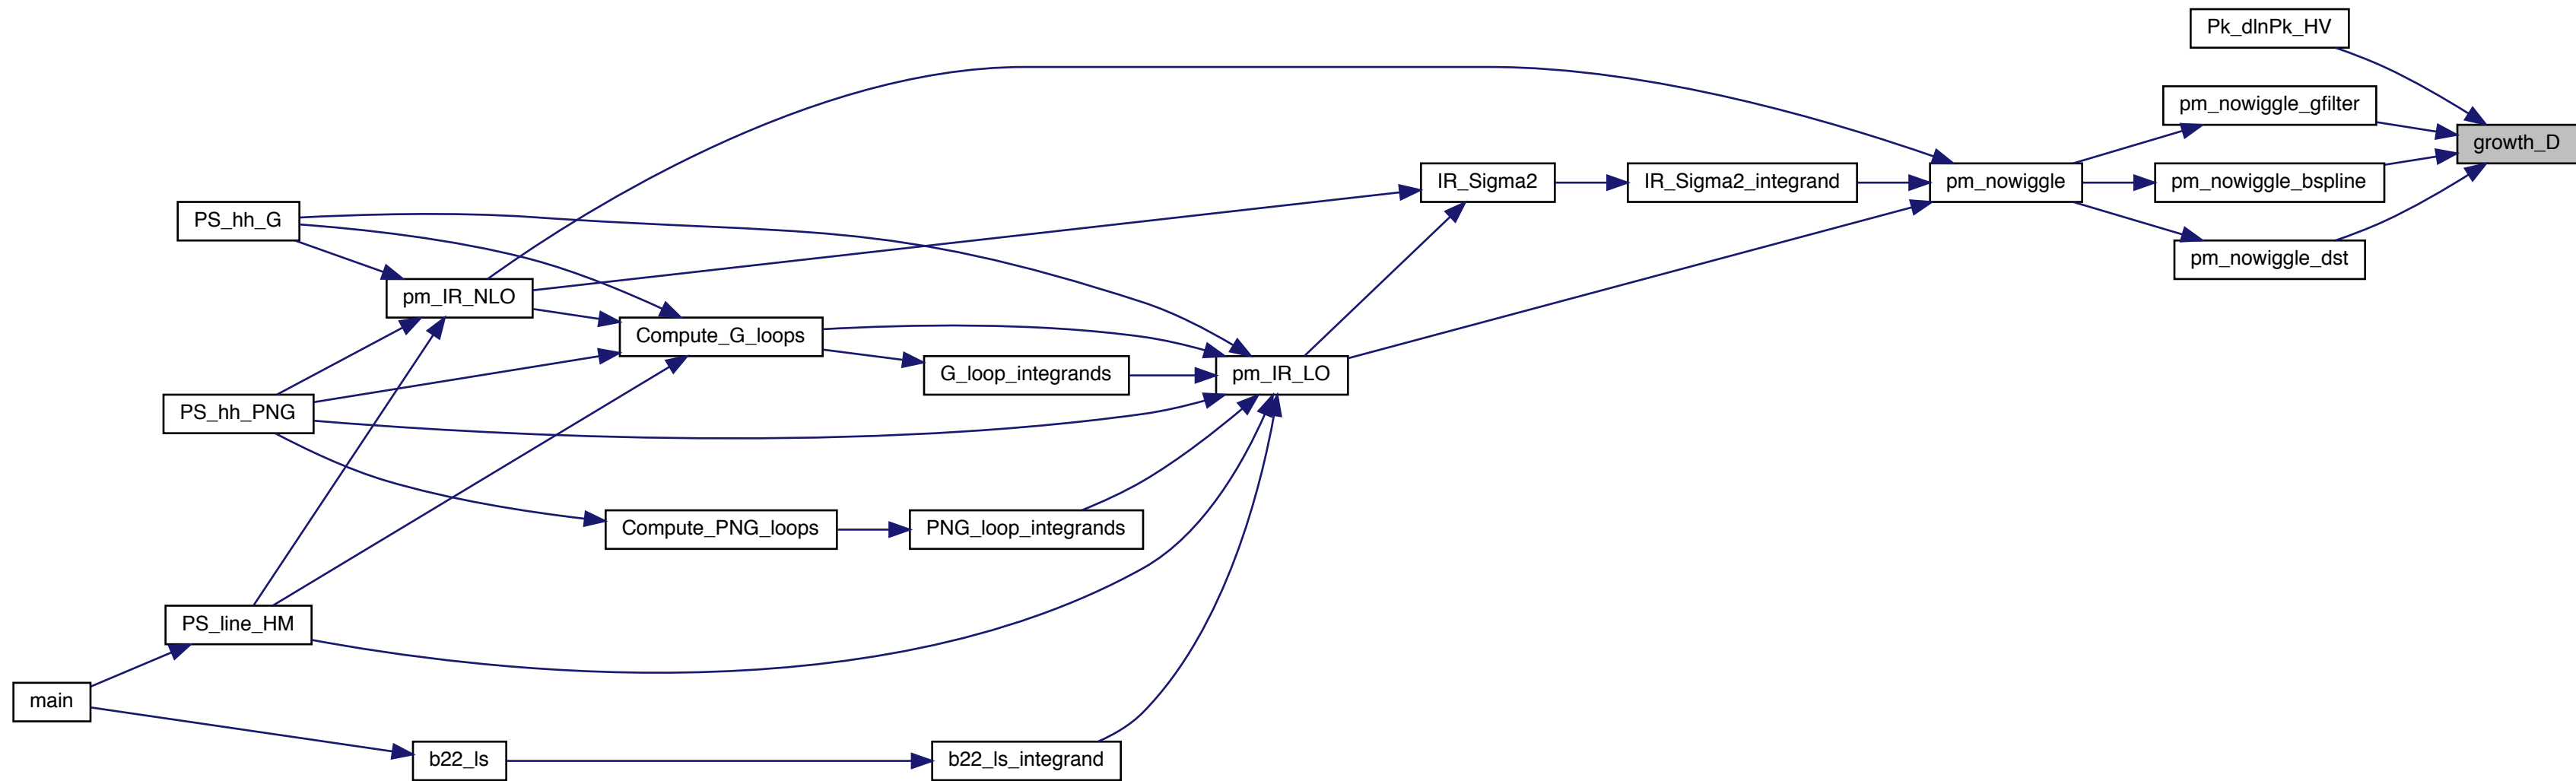 Pk_dlnPk_HV
pm_nowiggle_gfilter
growth_D
IR_Sigma2
IR_Sigma2_integrand
pm_nowiggle
pm_nowiggle_bspline
PS_hh_G
pm_nowiggle_dst
pm_IR_NLO
Compute_G_loops
G_loop_integrands
pm_IR_LO
PS_hh_PNG
Compute_PNG_loops
PNG_loop_integrands
PS_line_HM
main
b22_ls
b22_ls_integrand